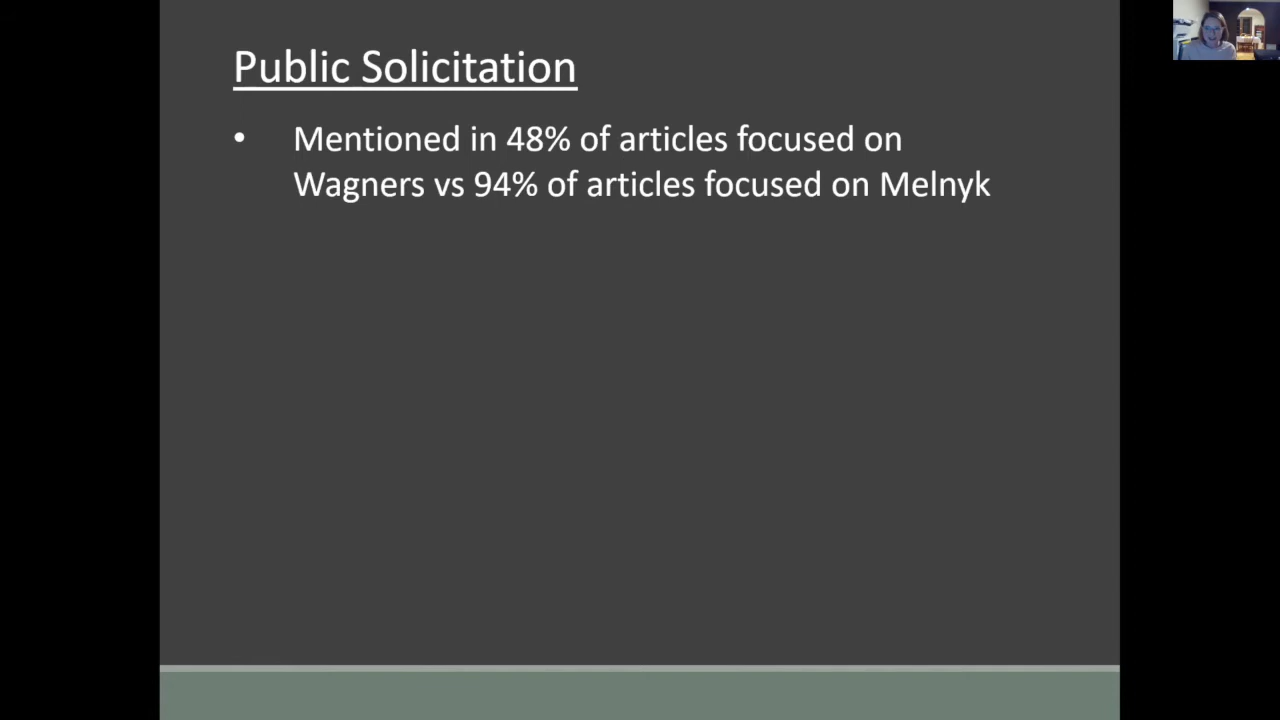 Public Solicitation
• Mentioned in 48% of articles focused on
Wagners vs 94% of articles focused on Melnyk